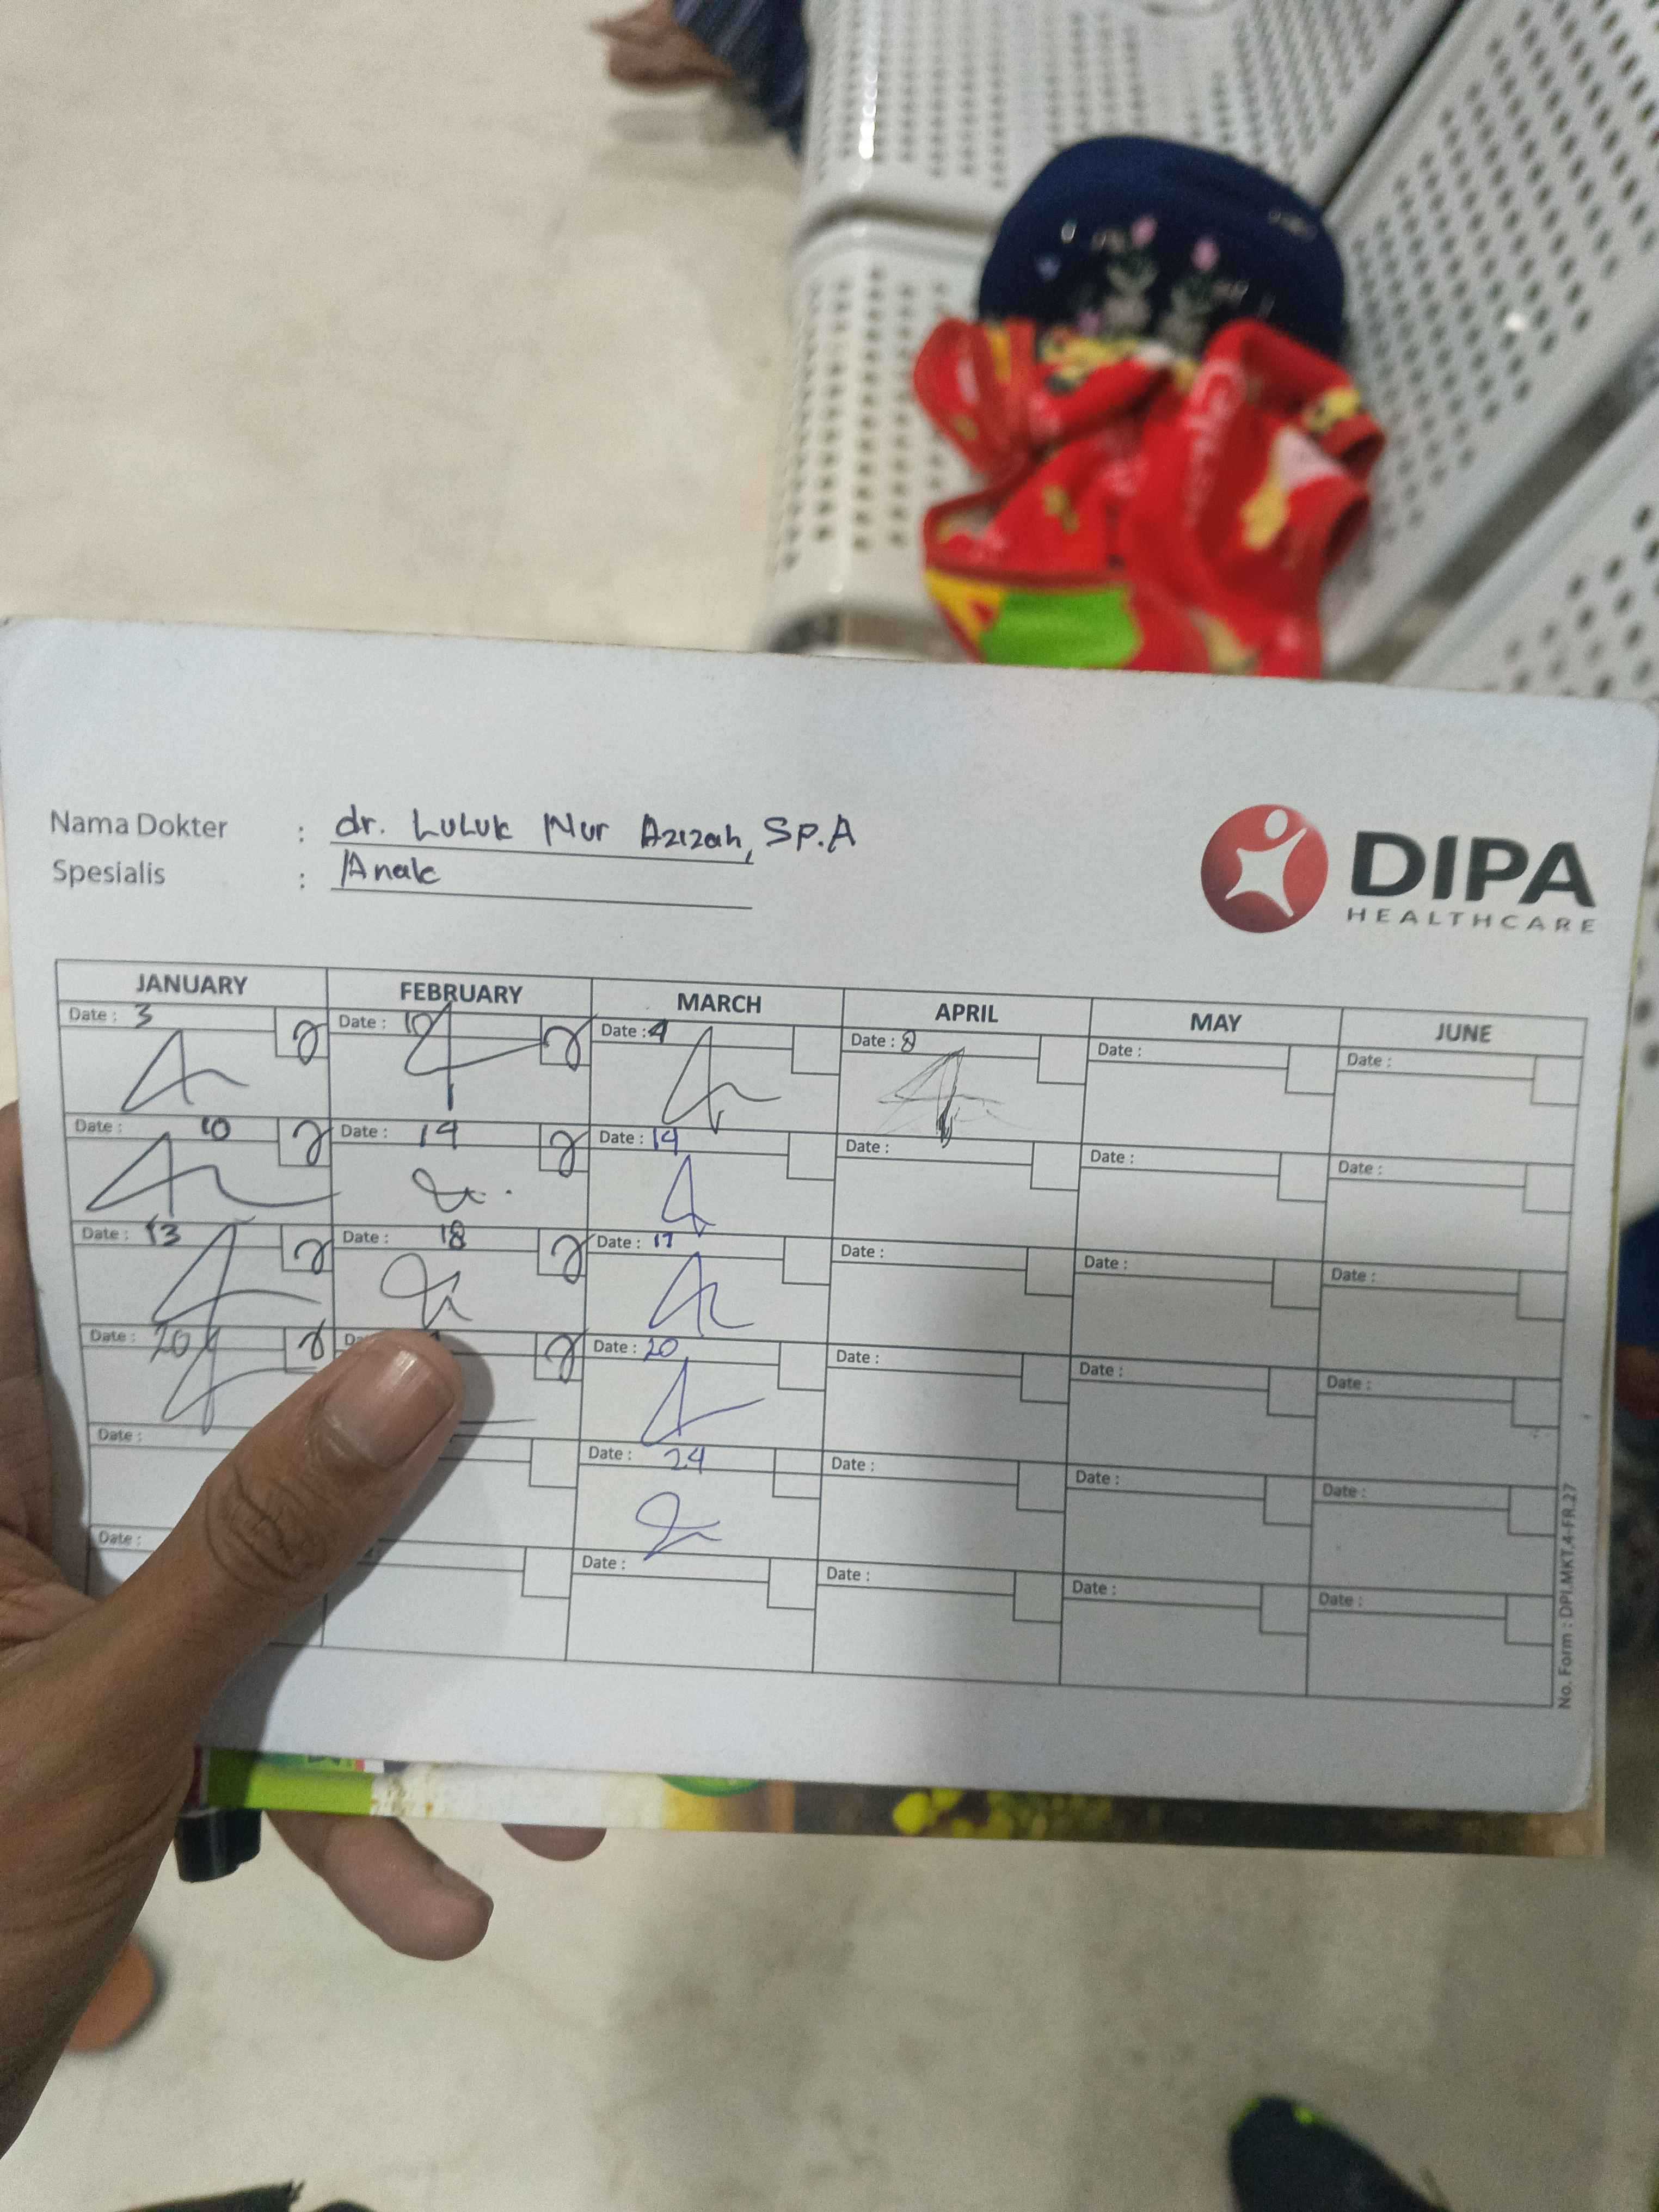 Nama Dokter : dr. Luluk Nur Azizah, Sp.A
Spesialis : Anak
DIPA
HEALTHCARE
JANUARY FEBRUARY MARCH APRIL MAY JUNE
Date : 3 Date : 10 Date : 4 Date : 8 Date : Date :
Date : 10 Date : 14 Date : 14 Date : Date : Date :
Date : 13 Date : 18 Date : 17 Date : Date : Date :
Date : 20 Date : 20 Date : Date : Date :
Date : Date : 24 Date : Date : Date :
Date : Date : Date : Date : Date :
No. Form : DPI.MKT.4-FR.27